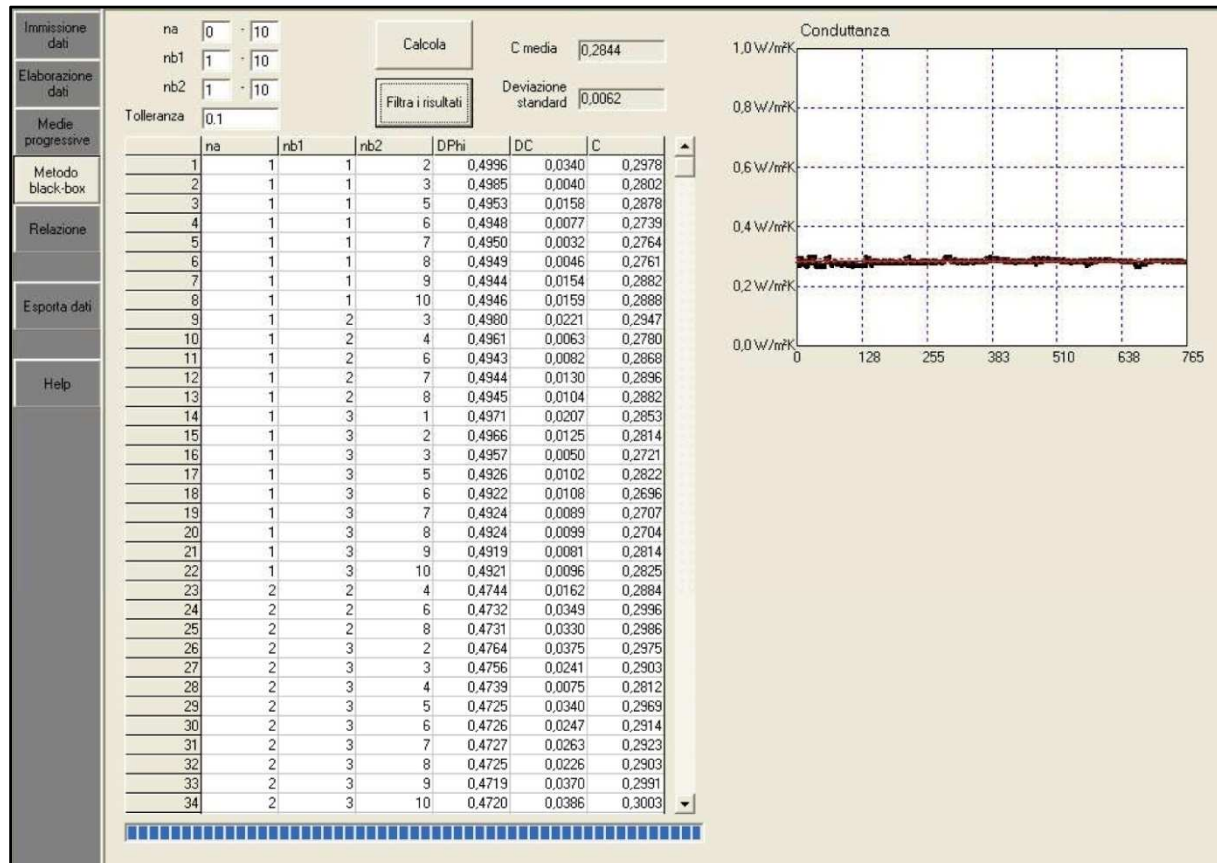 Immissione
dati
Elaborazione
dati
Medie
progressive
Metodo
black-box
Relazione
Esporta dati
Help
na 0 - 10
nb1 1 - 10
nb2 1 - 10
Tolleranza 0.1
Calcola
Filtra i risultati
C media 0,2844
Deviazione
standard 0,0062
na nb1 nb2 DPhi DC C
1 1 1 2 0,4996 0,0340 0,2978
2 1 1 3 0,4985 0,0040 0,2802
3 1 1 5 0,4953 0,0158 0,2878
4 1 1 6 0,4948 0,0077 0,2739
5 1 1 7 0,4950 0,0032 0,2764
6 1 1 8 0,4949 0,0046 0,2761
7 1 1 9 0,4944 0,0154 0,2882
8 1 1 10 0,4946 0,0159 0,2888
9 1 2 3 0,4980 0,0221 0,2947
10 1 2 4 0,4961 0,0063 0,2780
11 1 2 6 0,4943 0,0082 0,2868
12 1 2 7 0,4944 0,0130 0,2896
13 1 2 8 0,4945 0,0104 0,2882
14 1 3 1 0,4971 0,0207 0,2853
15 1 3 2 0,4966 0,0125 0,2814
16 1 3 3 0,4957 0,0050 0,2721
17 1 3 5 0,4926 0,0102 0,2822
18 1 3 6 0,4922 0,0108 0,2696
19 1 3 7 0,4924 0,0089 0,2707
20 1 3 8 0,4924 0,0099 0,2704
21 1 3 9 0,4919 0,0081 0,2814
22 1 3 10 0,4921 0,0096 0,2825
23 2 2 4 0,4744 0,0162 0,2884
24 2 2 6 0,4732 0,0349 0,2996
25 2 2 8 0,4731 0,0330 0,2986
26 2 3 2 0,4764 0,0375 0,2975
27 2 3 3 0,4756 0,0241 0,2903
28 2 3 4 0,4739 0,0075 0,2812
29 2 3 5 0,4725 0,0340 0,2969
30 2 3 6 0,4726 0,0247 0,2914
31 2 3 7 0,4727 0,0263 0,2923
32 2 3 8 0,4725 0,0226 0,2903
33 2 3 9 0,4719 0,0370 0,2991
34 2 3 10 0,4720 0,0386 0,3003
Conduttanza
1,0 W/m²K
0,8 W/m²K
0,6 W/m²K
0,4 W/m²K
0,2 W/m²K
0,0 W/m²K
0 128 255 383 510 638 765